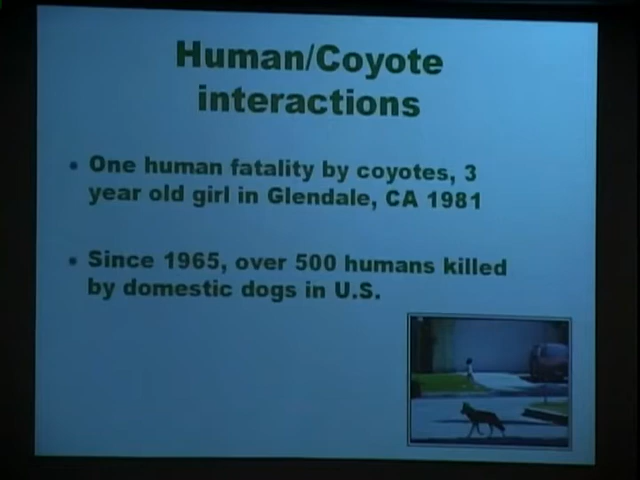 Human/Coyote
interactions
• One human fatality by coyotes, 3
year old girl in Glendale, CA 1981
• Since 1965, over 500 humans killed
by domestic dogs in U.S.